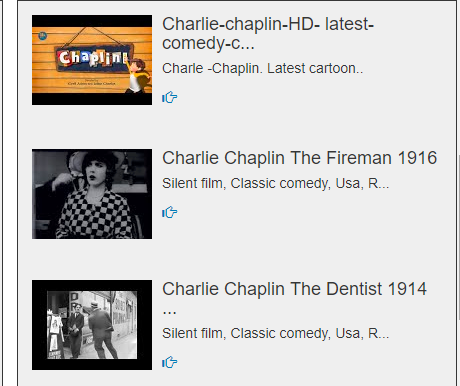 Chaplin!
Charlie-chaplin-HD- latest-
comedy-c...
Charle -Chaplin. Latest cartoon..
Charlie Chaplin The Fireman 1916
Silent film, Classic comedy, Usa, R...
Charlie Chaplin The Dentist 1914
...
Silent film, Classic comedy, Usa, R...